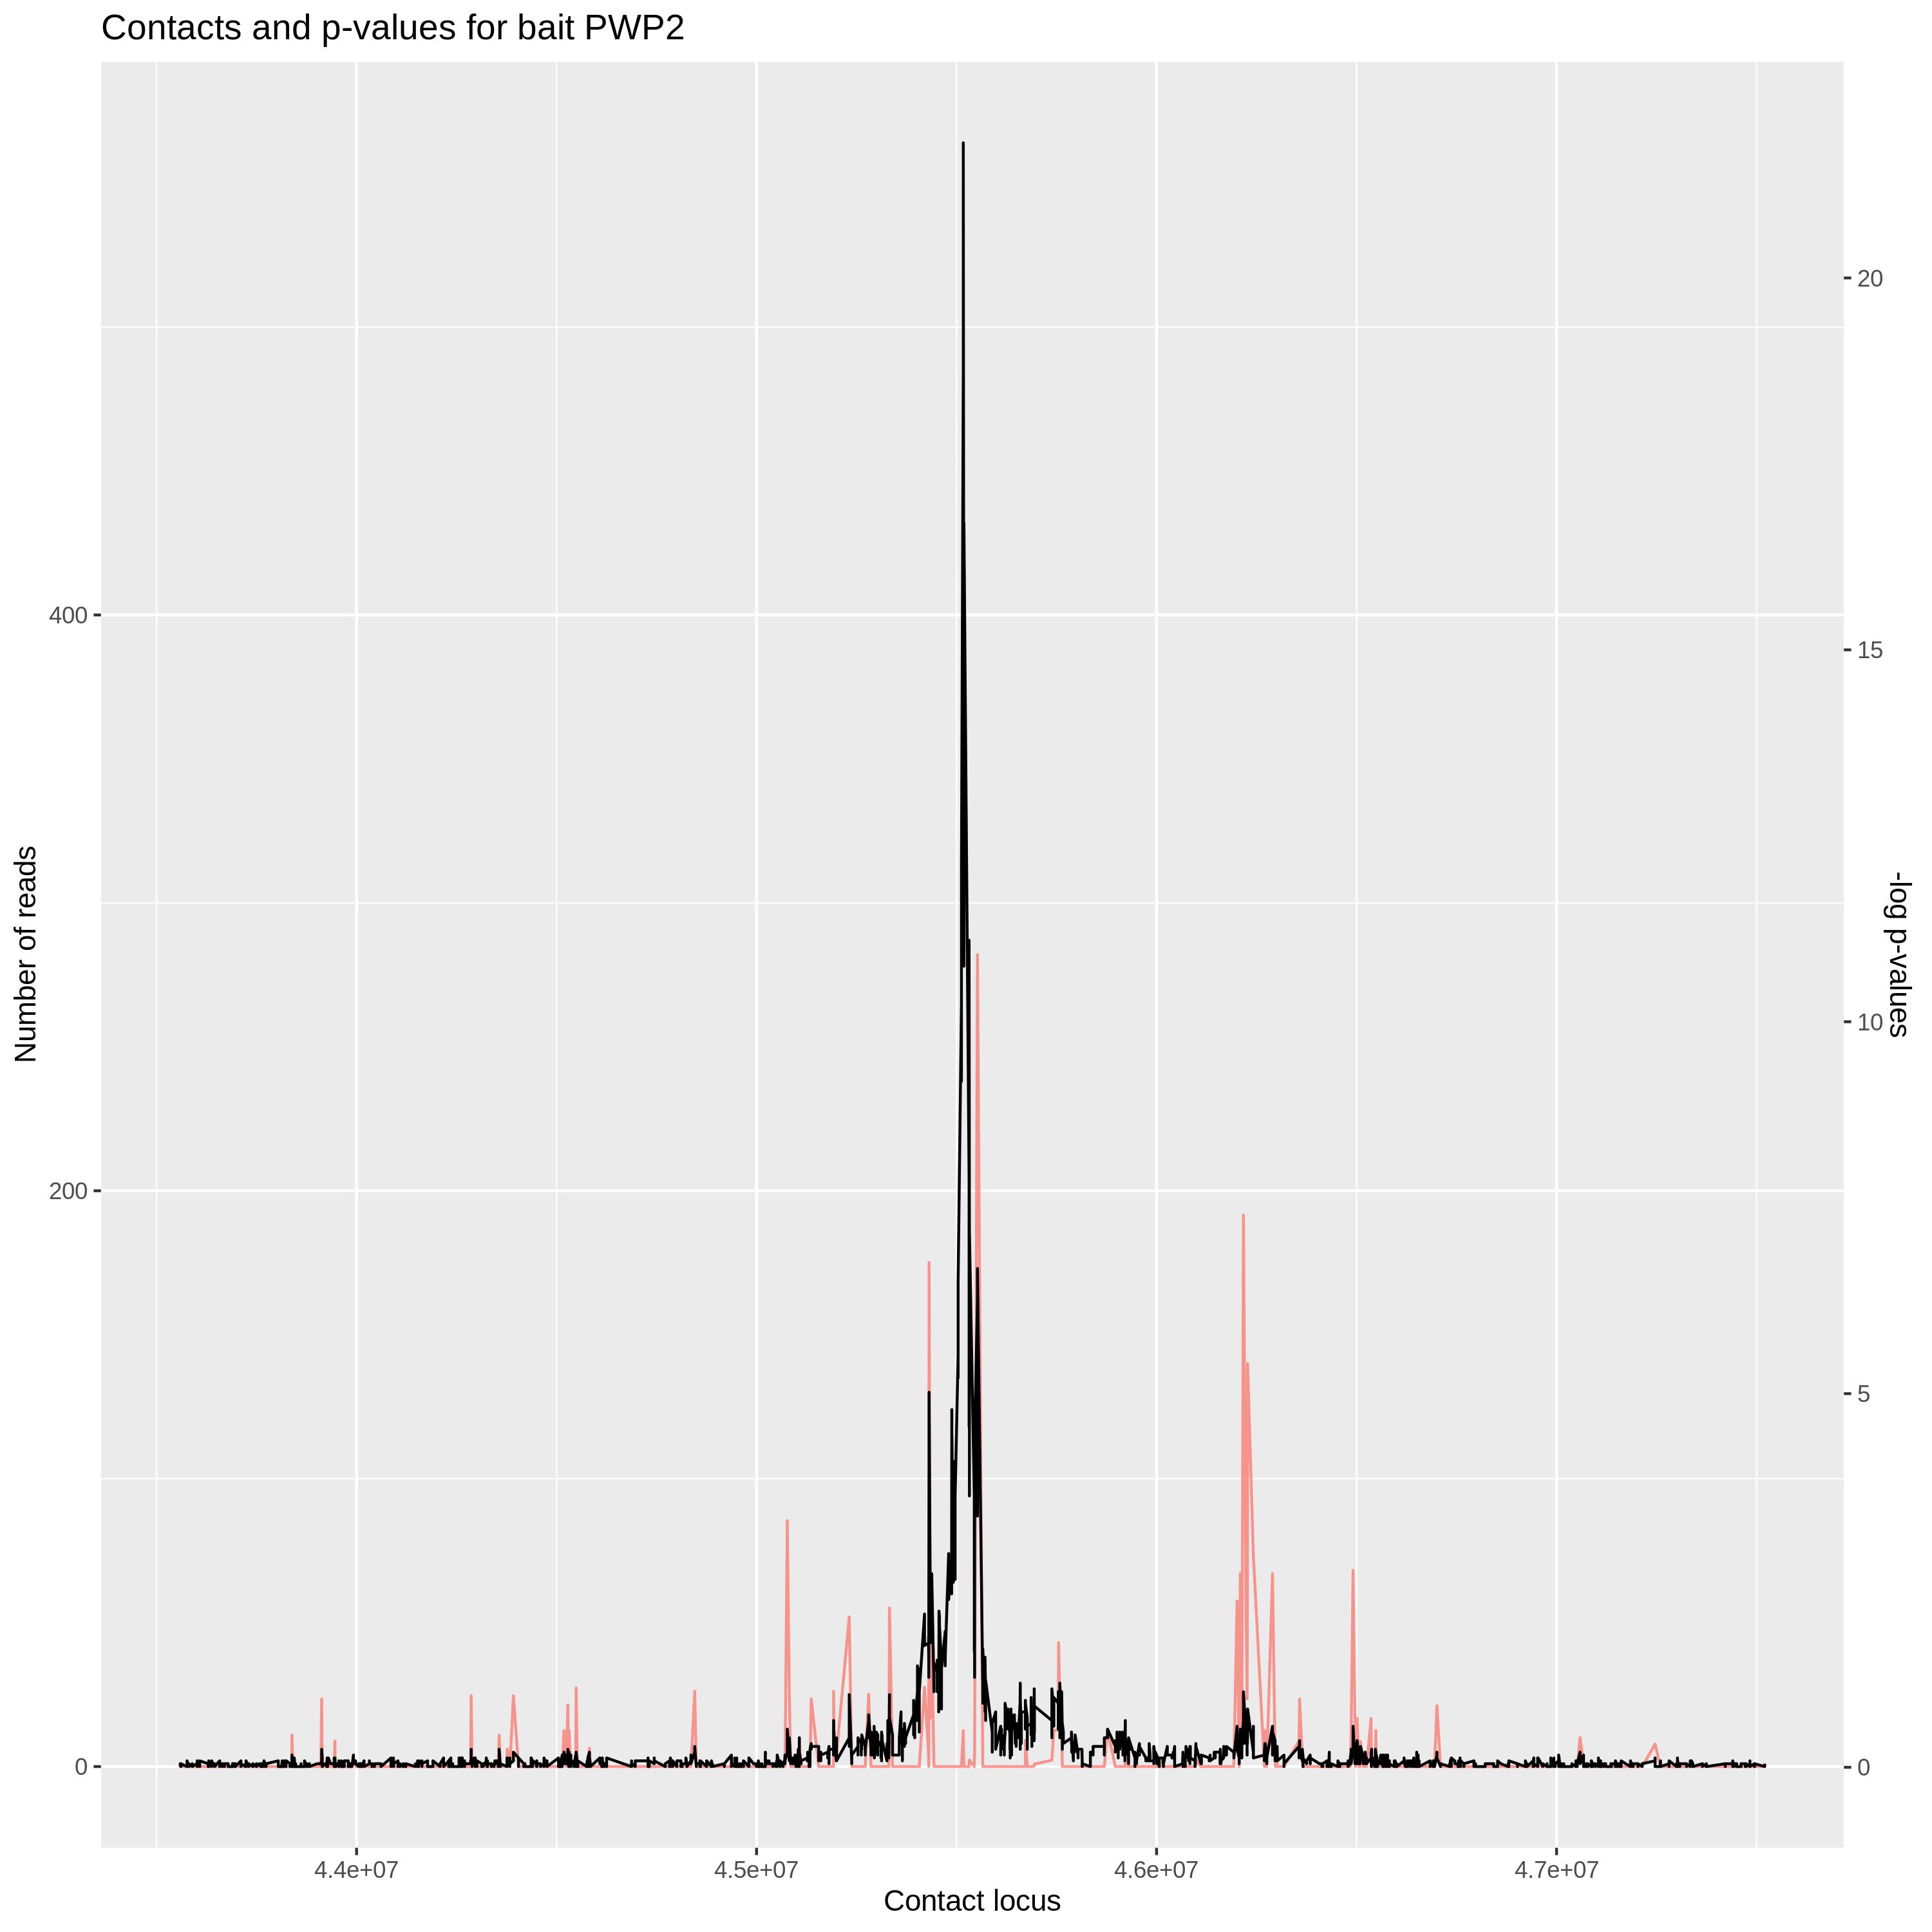 Contacts and p-values for bait PWP2
Number of reads
400
200
0
20
15
10
5
0
-log p-values
4.4e+07
4.5e+07
4.6e+07
4.7e+07
Contact locus